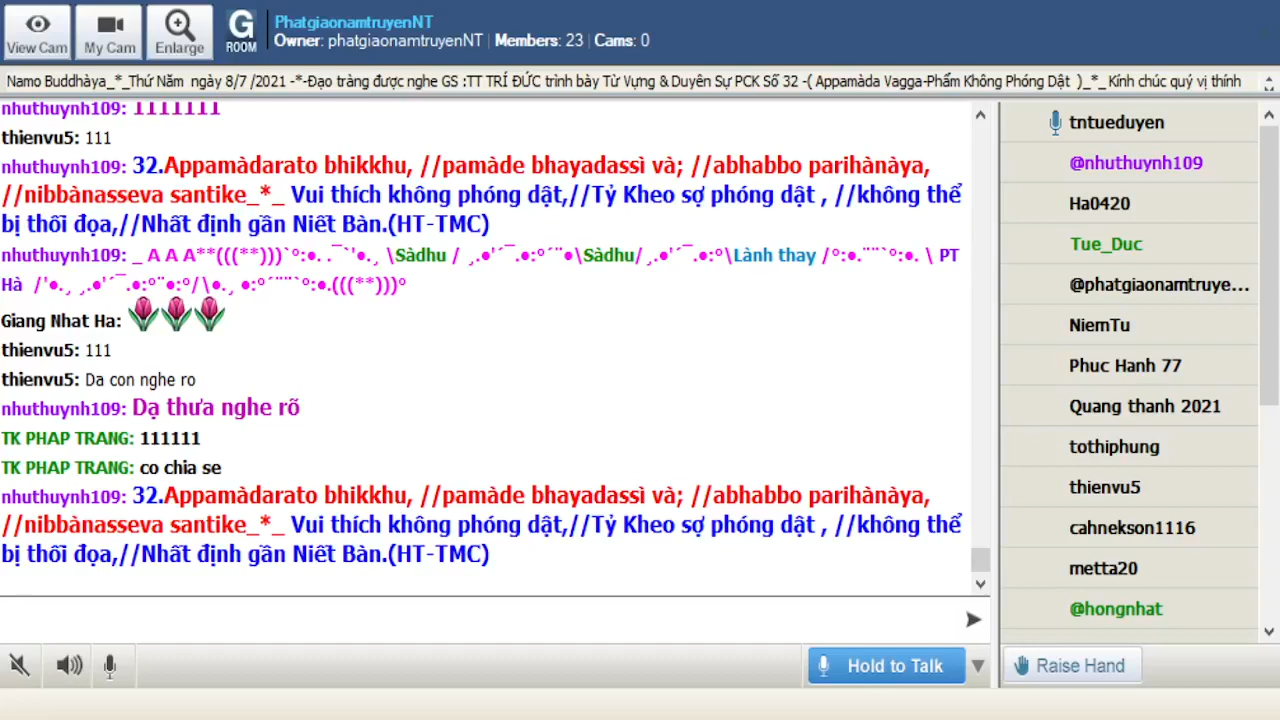 View Cam
My Cam
Enlarge
G
ROOM
PhatgiaonamtruyenNT
Owner: phatgiaonamtruyenNT | Members: 23 | Cams: 0
Namo Buddhàya_*_Thứ Năm ngày 8/7 /2021 -*-Đạo tràng được nghe GS :TT TRÍ ĐỨC trình bày Từ Vựng & Duyên Sự PCK Số 32 -( Appamàda Vagga-Phẩm Không Phóng Dật )_*_ Kính chúc quý vị thính
nhuthuynh109: 1111111
thienvu5: 111
nhuthuynh109: 32.Appamàdarato bhikkhu, //pamàde bhayadassì và; //abhabbo parihànàya,
//nibbànasseva santike_*_ Vui thích không phóng dật,//Tỷ Kheo sợ phóng dật , //không thể
bị thối đọa,//Nhất định gần Niết Bàn.(HT-TMC)
nhuthuynh109: _ A A A**(((**)))`°:•. .¯`'•.¸ \Sàdhu / ¸.•'´¯.•:°´¨•\Sàdhu/¸.•'´¯.•:°\Lành thay /°:•.¨¨`°:•. \ PT
Hà /'•.¸ ¸.•'´¯.•:°¨•:°/\•.¸ •:°´¨¨`°:•.(((**)))°
Giang Nhat Ha:
thienvu5: 111
thienvu5: Da con nghe ro
nhuthuynh109: Dạ thưa nghe rõ
TK PHAP TRANG: 111111
TK PHAP TRANG: co chia se
nhuthuynh109: 32.Appamàdarato bhikkhu, //pamàde bhayadassì và; //abhabbo parihànàya,
//nibbànasseva santike_*_ Vui thích không phóng dật,//Tỷ Kheo sợ phóng dật , //không thể
bị thối đọa,//Nhất định gần Niết Bàn.(HT-TMC)
Hold to Talk
tntueduyen
@nhuthuynh109
Ha0420
Tue_Duc
@phatgiaonamtruye...
NiemTu
Phuc Hanh 77
Quang thanh 2021
tothiphung
thienvu5
cahnekson1116
metta20
@hongnhat
Raise Hand